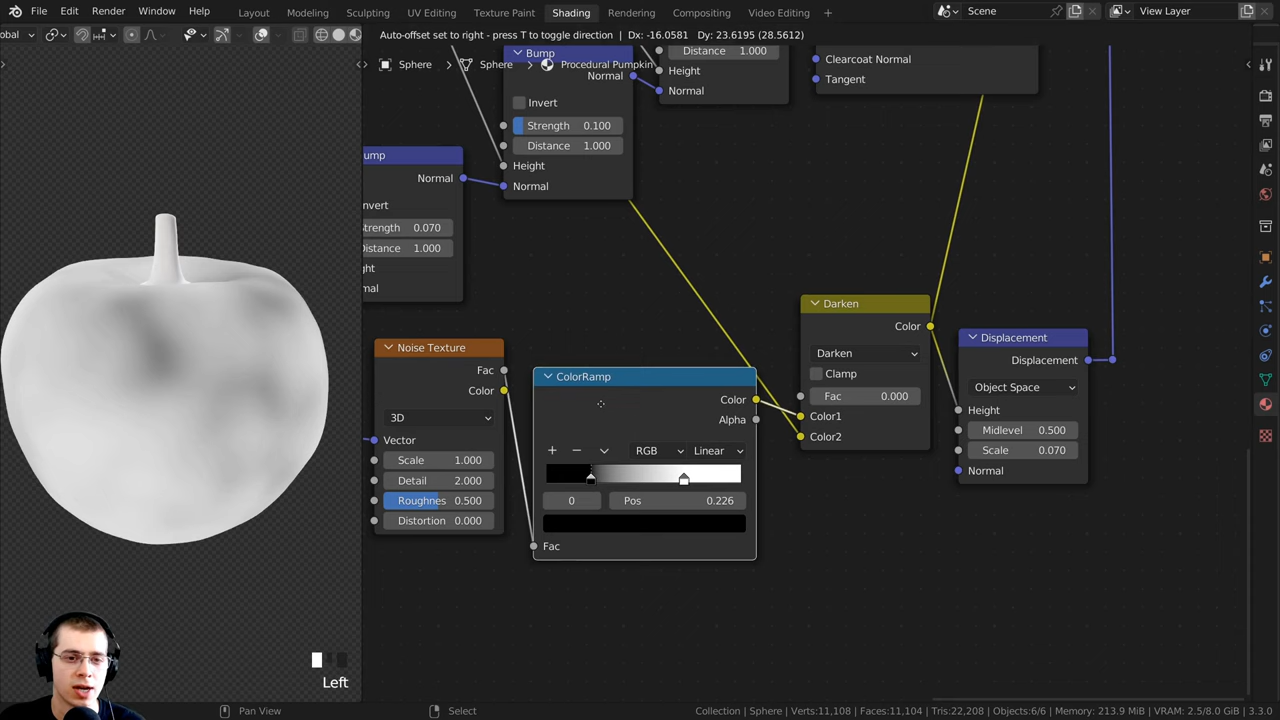 File Edit Render Window Help Layout Modeling Sculpting UV Editing Texture Paint Shading Rendering Compositing Video Editing Scene View Layer
obal Auto-offset set to right - press T to toggle direction | Dx: -16.0581 Dy: 23.6195 (28.5612)
Sphere > Sphere > Procedural Pumpkin
Bump
Normal
Invert
Strength 0.100
Distance 1.000
Height
Normal
Distance 1.000
Height
Normal
Clearcoat Normal
Tangent
ump
Normal
nvert
trength 0.070
Distance 1.000
ght
mal
Noise Texture
Fac
Color
3D
Vector
Scale 1.000
Detail 2.000
Roughnes 0.500
Distortion 0.000
ColorRamp
Color
Alpha
+ − RGB Linear
0 Pos 0.226
Fac
Darken
Color
Darken
Clamp
Fac 0.000
Color1
Color2
Displacement
Displacement
Object Space
Height
Midlevel 0.500
Scale 0.070
Normal
Left
Pan View Select Collection | Sphere | Verts:11,108 | Faces:11,104 | Tris:22,208 | Objects:6/6 | Memory: 213.9 MiB | VRAM: 2.5/8.0 GiB | 3.3.0